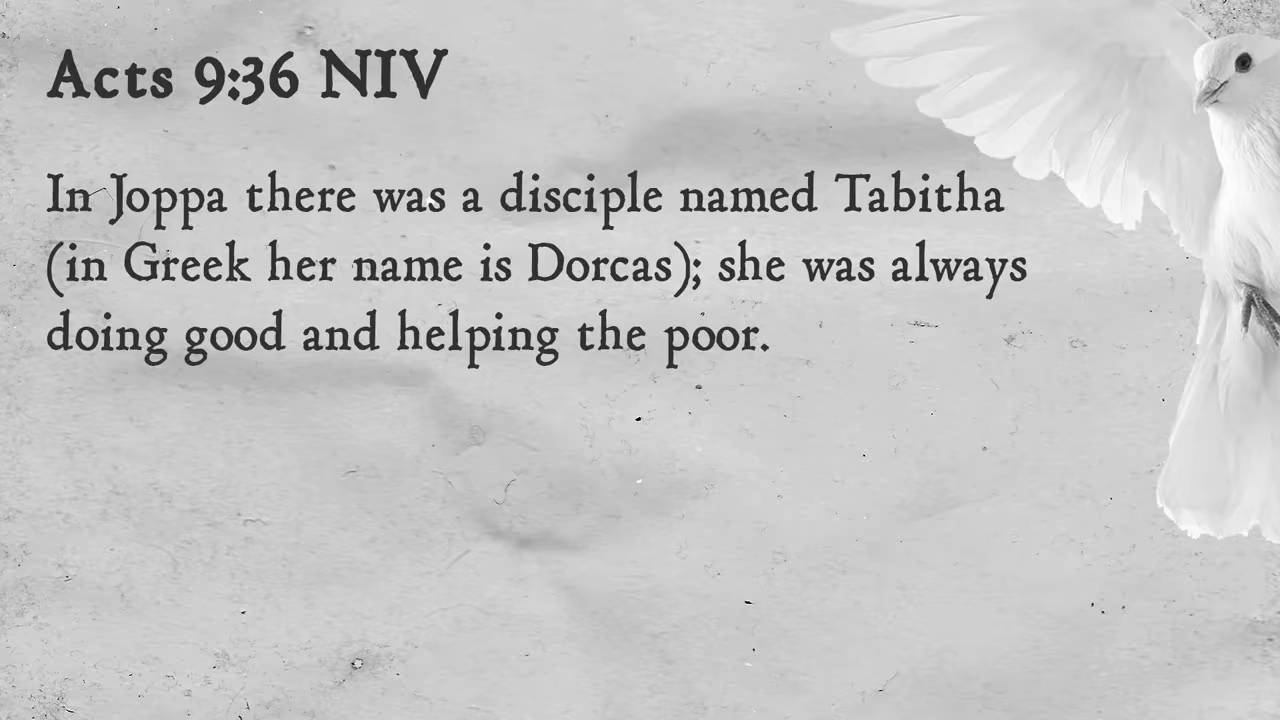 Acts 9:36 NIV
In Joppa there was a disciple named Tabitha
(in Greek her name is Dorcas); she was always
doing good and helping the poor.